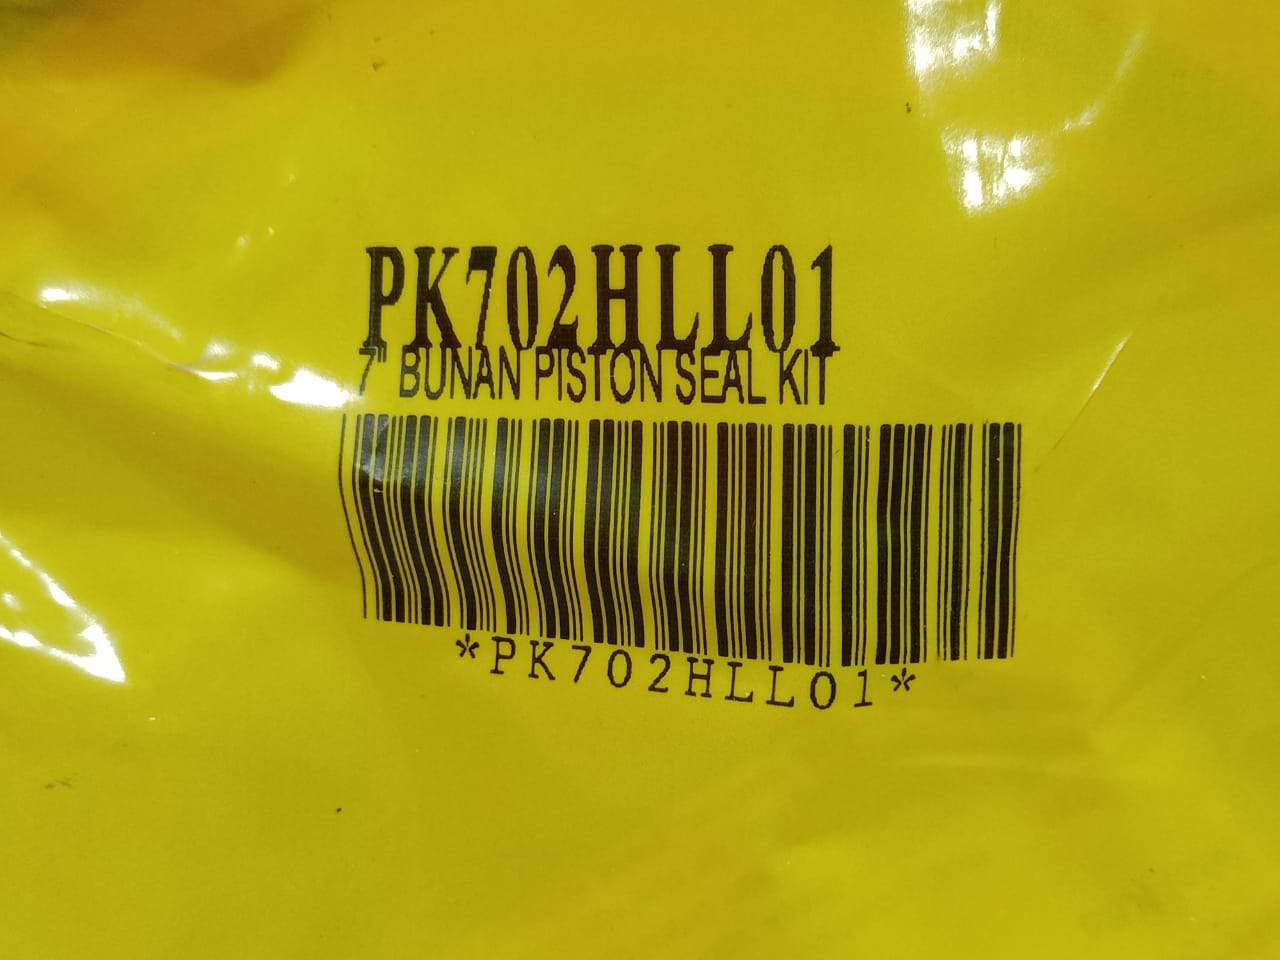 PK702HLL01
7" BUNAN PISTON SEAL KIT
*PK702HLL01*